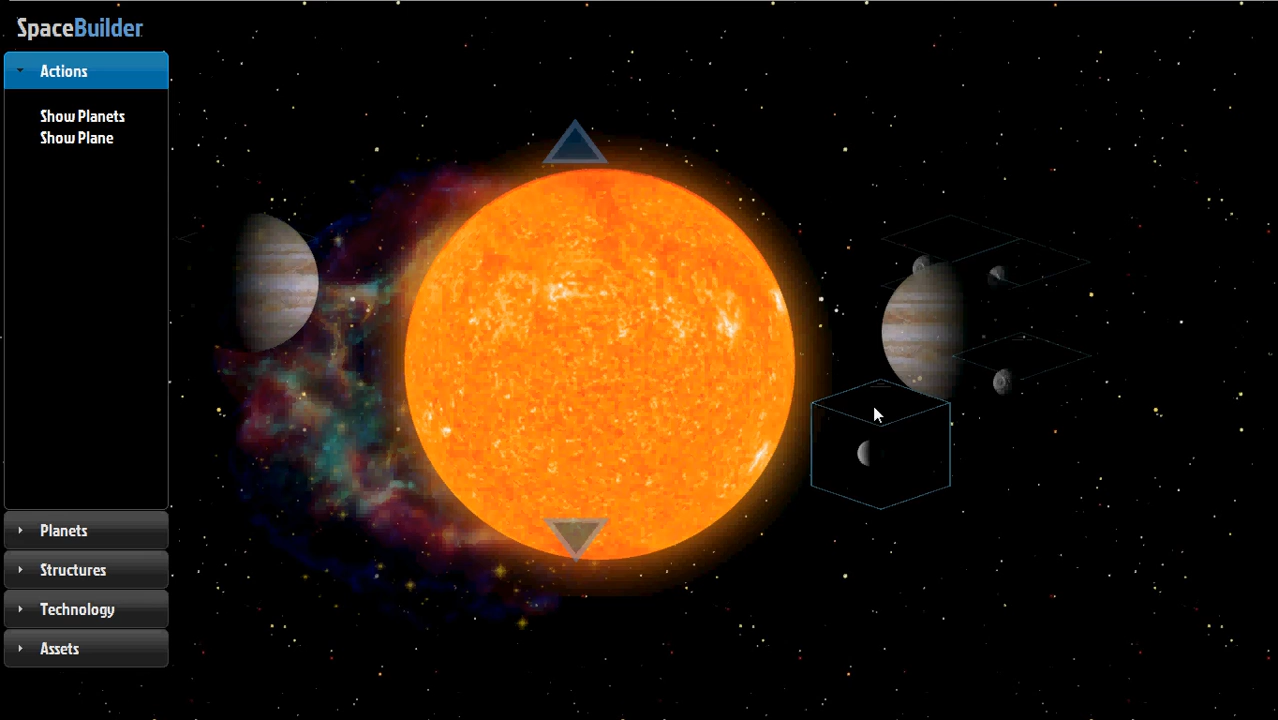 SpaceBuilder
Actions
Show Planets
Show Plane
Planets
Structures
Technology
Assets